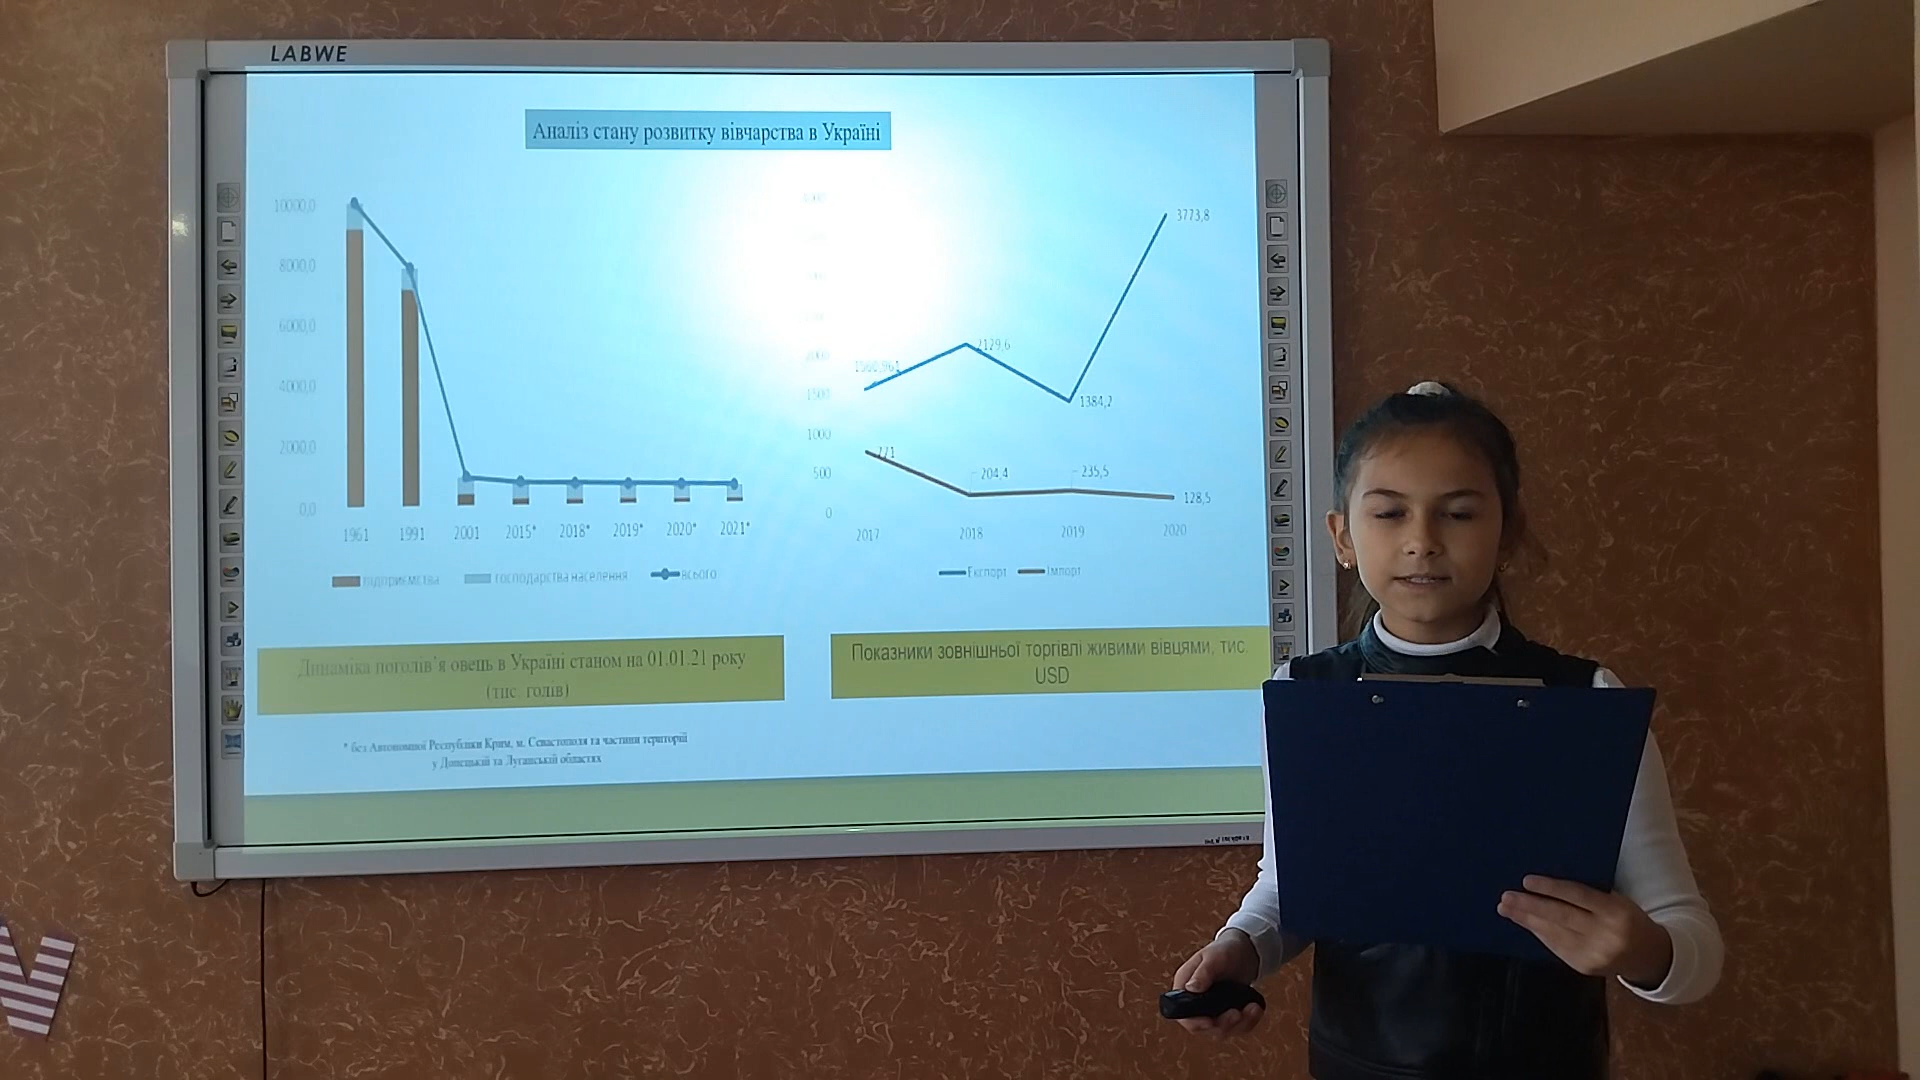 LABWE
Аналіз стану розвитку вівчарства в Україні
10000,0
8000,0
6000,0
4000,0
2000,0
0,0
1961 1991 2001 2015* 2018* 2019* 2020* 2021*
підприємства господарства населення всього
2000
1500
1000
500
0
2129,6
1384,2
3773,8
204,4
235,5
128,5
2017 2018 2019 2020
Експорт Імпорт
Динаміка поголів'я овець в Україні станом на 01.01.21 року
(тис. голів)
Показники зовнішньої торгівлі живими вівцями, тис.
USD
* без Автономної Республіки Крим, м. Севастополя та частини територій
у Донецькій та Луганській областях